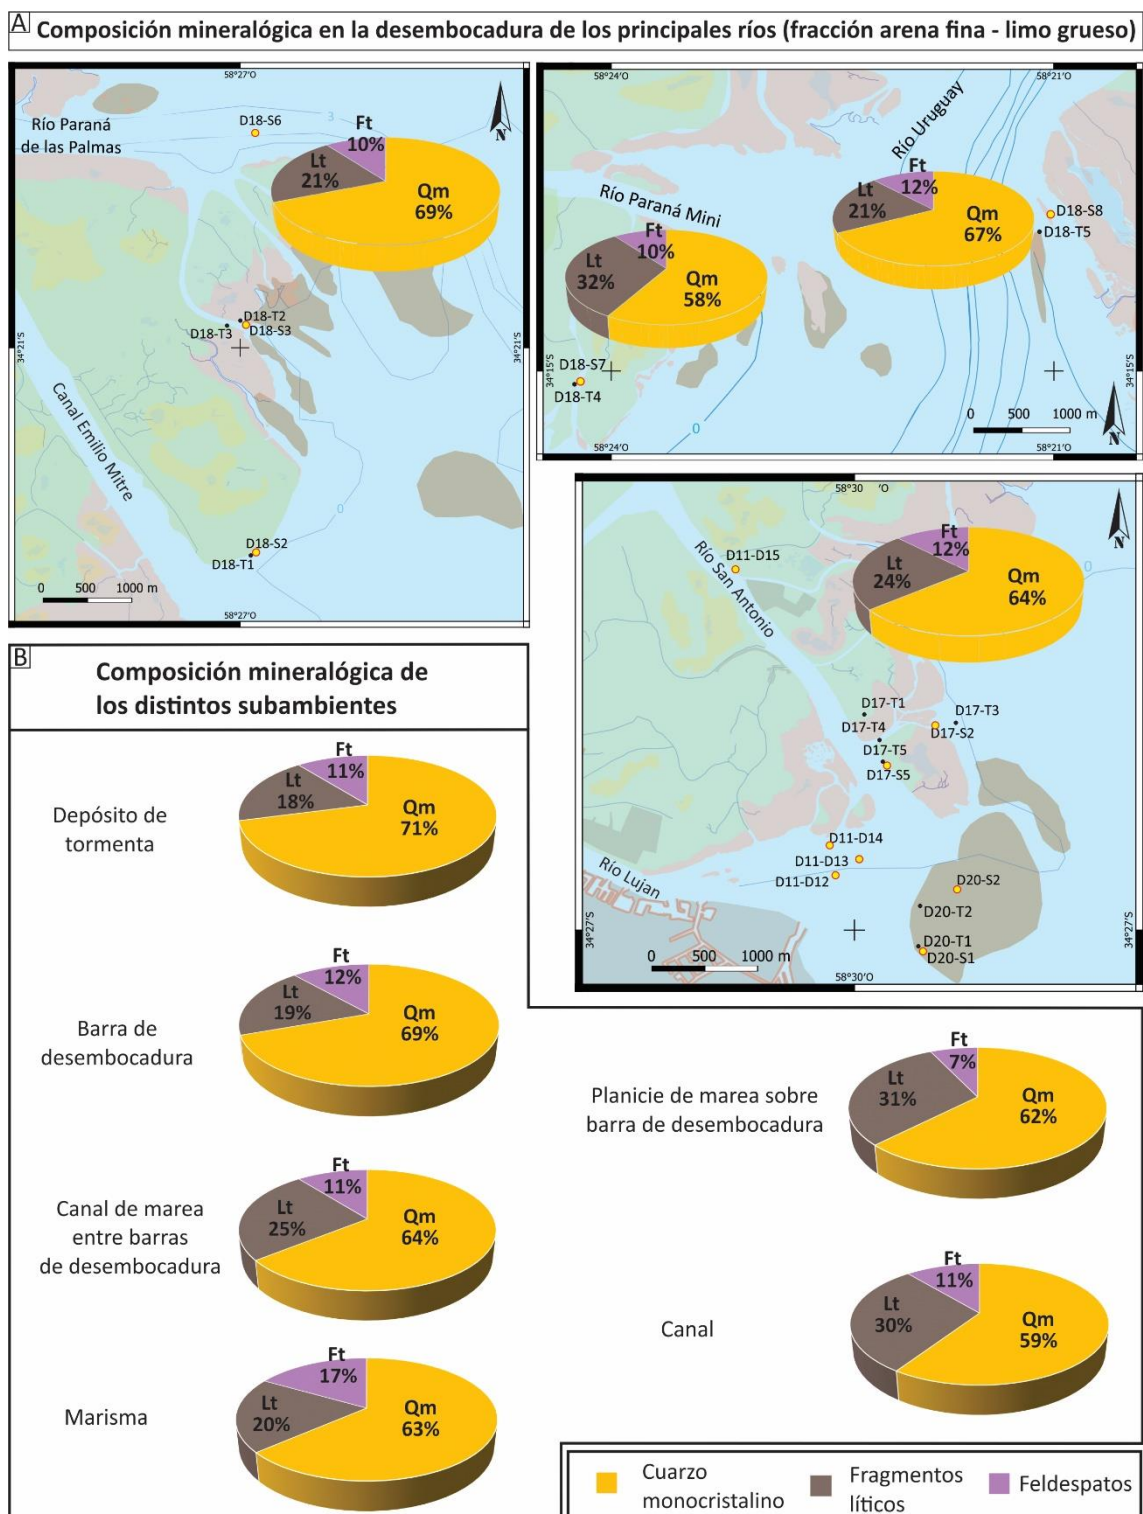 A
Composición mineralógica en la desembocadura de los principales ríos (fracción arena fina - limo grueso)
58°27'O
Río Paraná
de las Palmas
D18-S6
3
N
Ft
10%
Lt
21%
Qm
69%
D18-T2
D18-T3
D18-S3
34°21'S
34°21'S
Canal Emilio Mitre
0
D18-S2
D18-T1
0 500 1000 m
58°27'O
58°24'O
58°21'O
Río Uruguay
Río Paraná Mini
Ft
12%
Lt
21%
Qm
67%
D18-S8
D18-T5
Ft
10%
Lt
32%
Qm
58%
D18-S7
D18-T4
34°15'S
34°15'S
0
0 500 1000 m
N
58°24'O
58°21'O
58°30 'O
N
Río San Antonio
D11-D15
Ft
12%
Lt
24%
Qm
64%
0
D17-T1
D17-T3
D17-T4
D17-S2
D17-T5
D17-S5
D11-D14
D11-D13
D11-D12
Río Lujan
D20-S2
D20-T2
D20-T1
D20-S1
34°27'S
34°27'S
0 500 1000 m
58°30'O
B
Composición mineralógica de
los distintos subambientes
Depósito de
tormenta
Ft
11%
Lt
18%
Qm
71%
Barra de
desembocadura
Ft
12%
Lt
19%
Qm
69%
Canal de marea
entre barras
de desembocadura
Ft
11%
Lt
25%
Qm
64%
Marisma
Ft
17%
Lt
20%
Qm
63%
Planicie de marea sobre
barra de desembocadura
Ft
7%
Lt
31%
Qm
62%
Canal
Ft
11%
Lt
30%
Qm
59%
Cuarzo
monocristalino
Fragmentos
líticos
Feldespatos